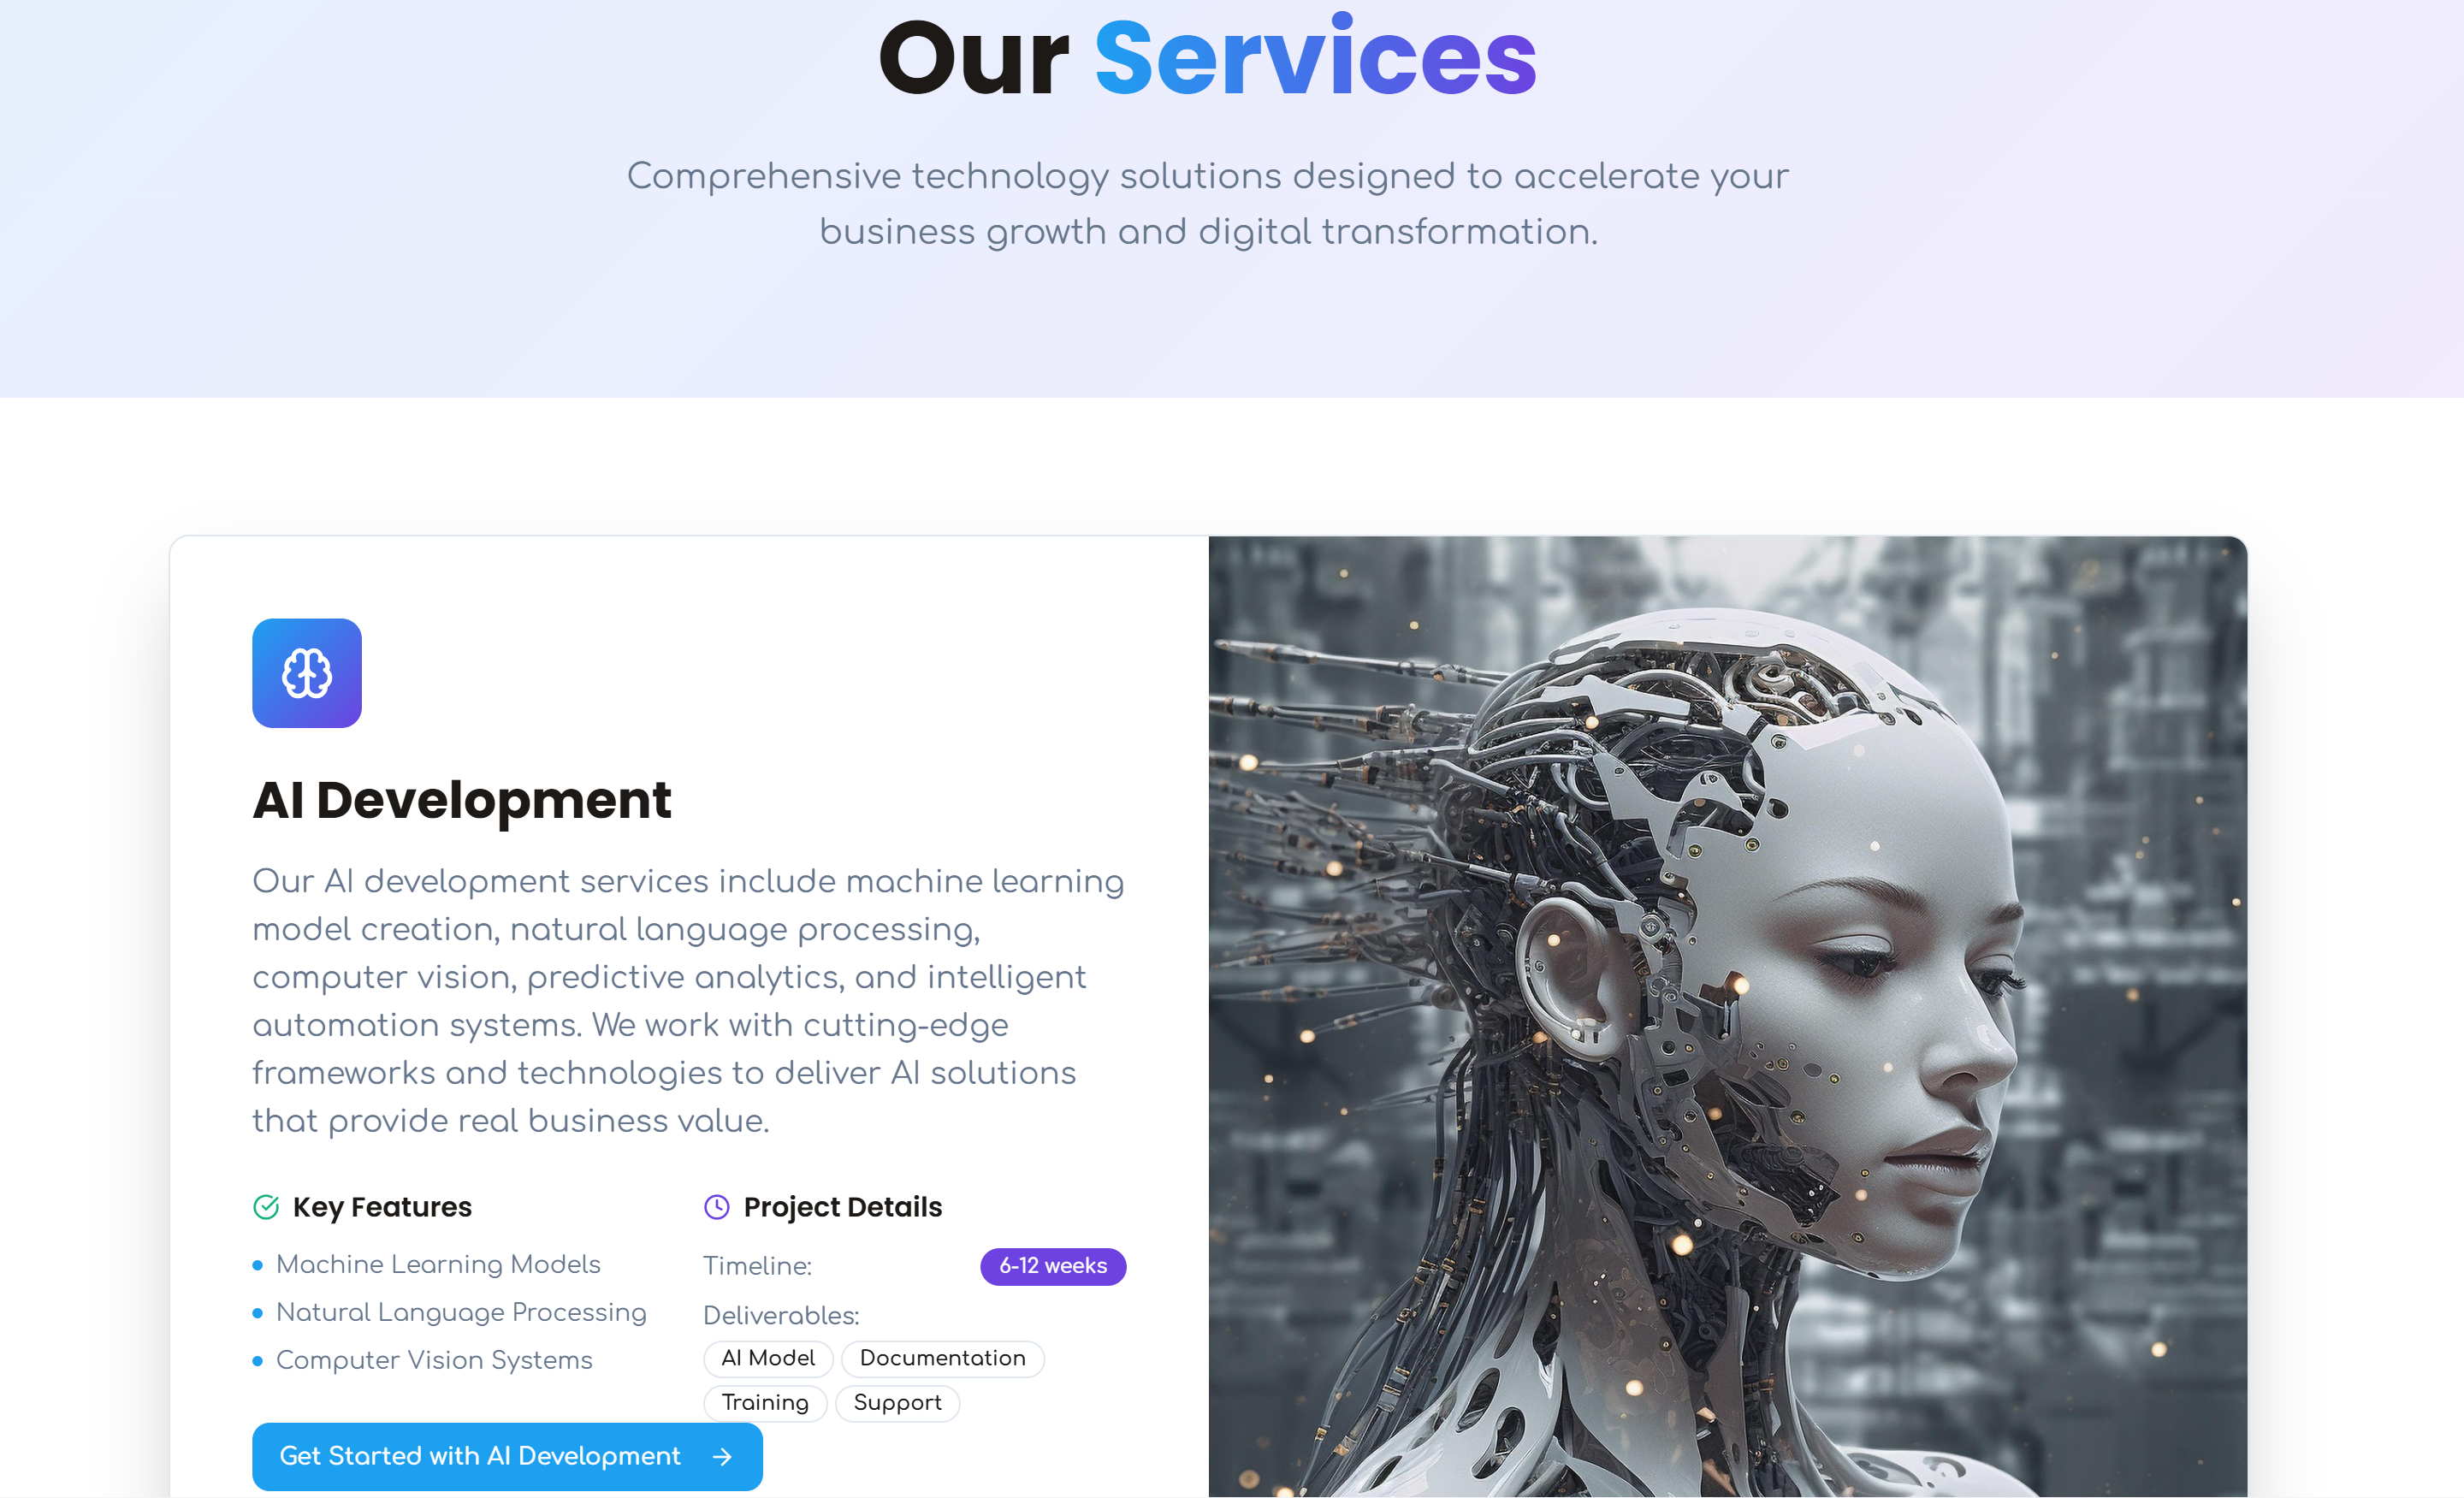 Our Services
Comprehensive technology solutions designed to accelerate your
business growth and digital transformation.
AI Development
Our AI development services include machine learning
model creation, natural language processing,
computer vision, predictive analytics, and intelligent
automation systems. We work with cutting-edge
frameworks and technologies to deliver AI solutions
that provide real business value.
Key Features
Machine Learning Models
Natural Language Processing
Computer Vision Systems
Project Details
Timeline: 6-12 weeks
Deliverables:
AI Model Documentation
Training Support
Get Started with AI Development